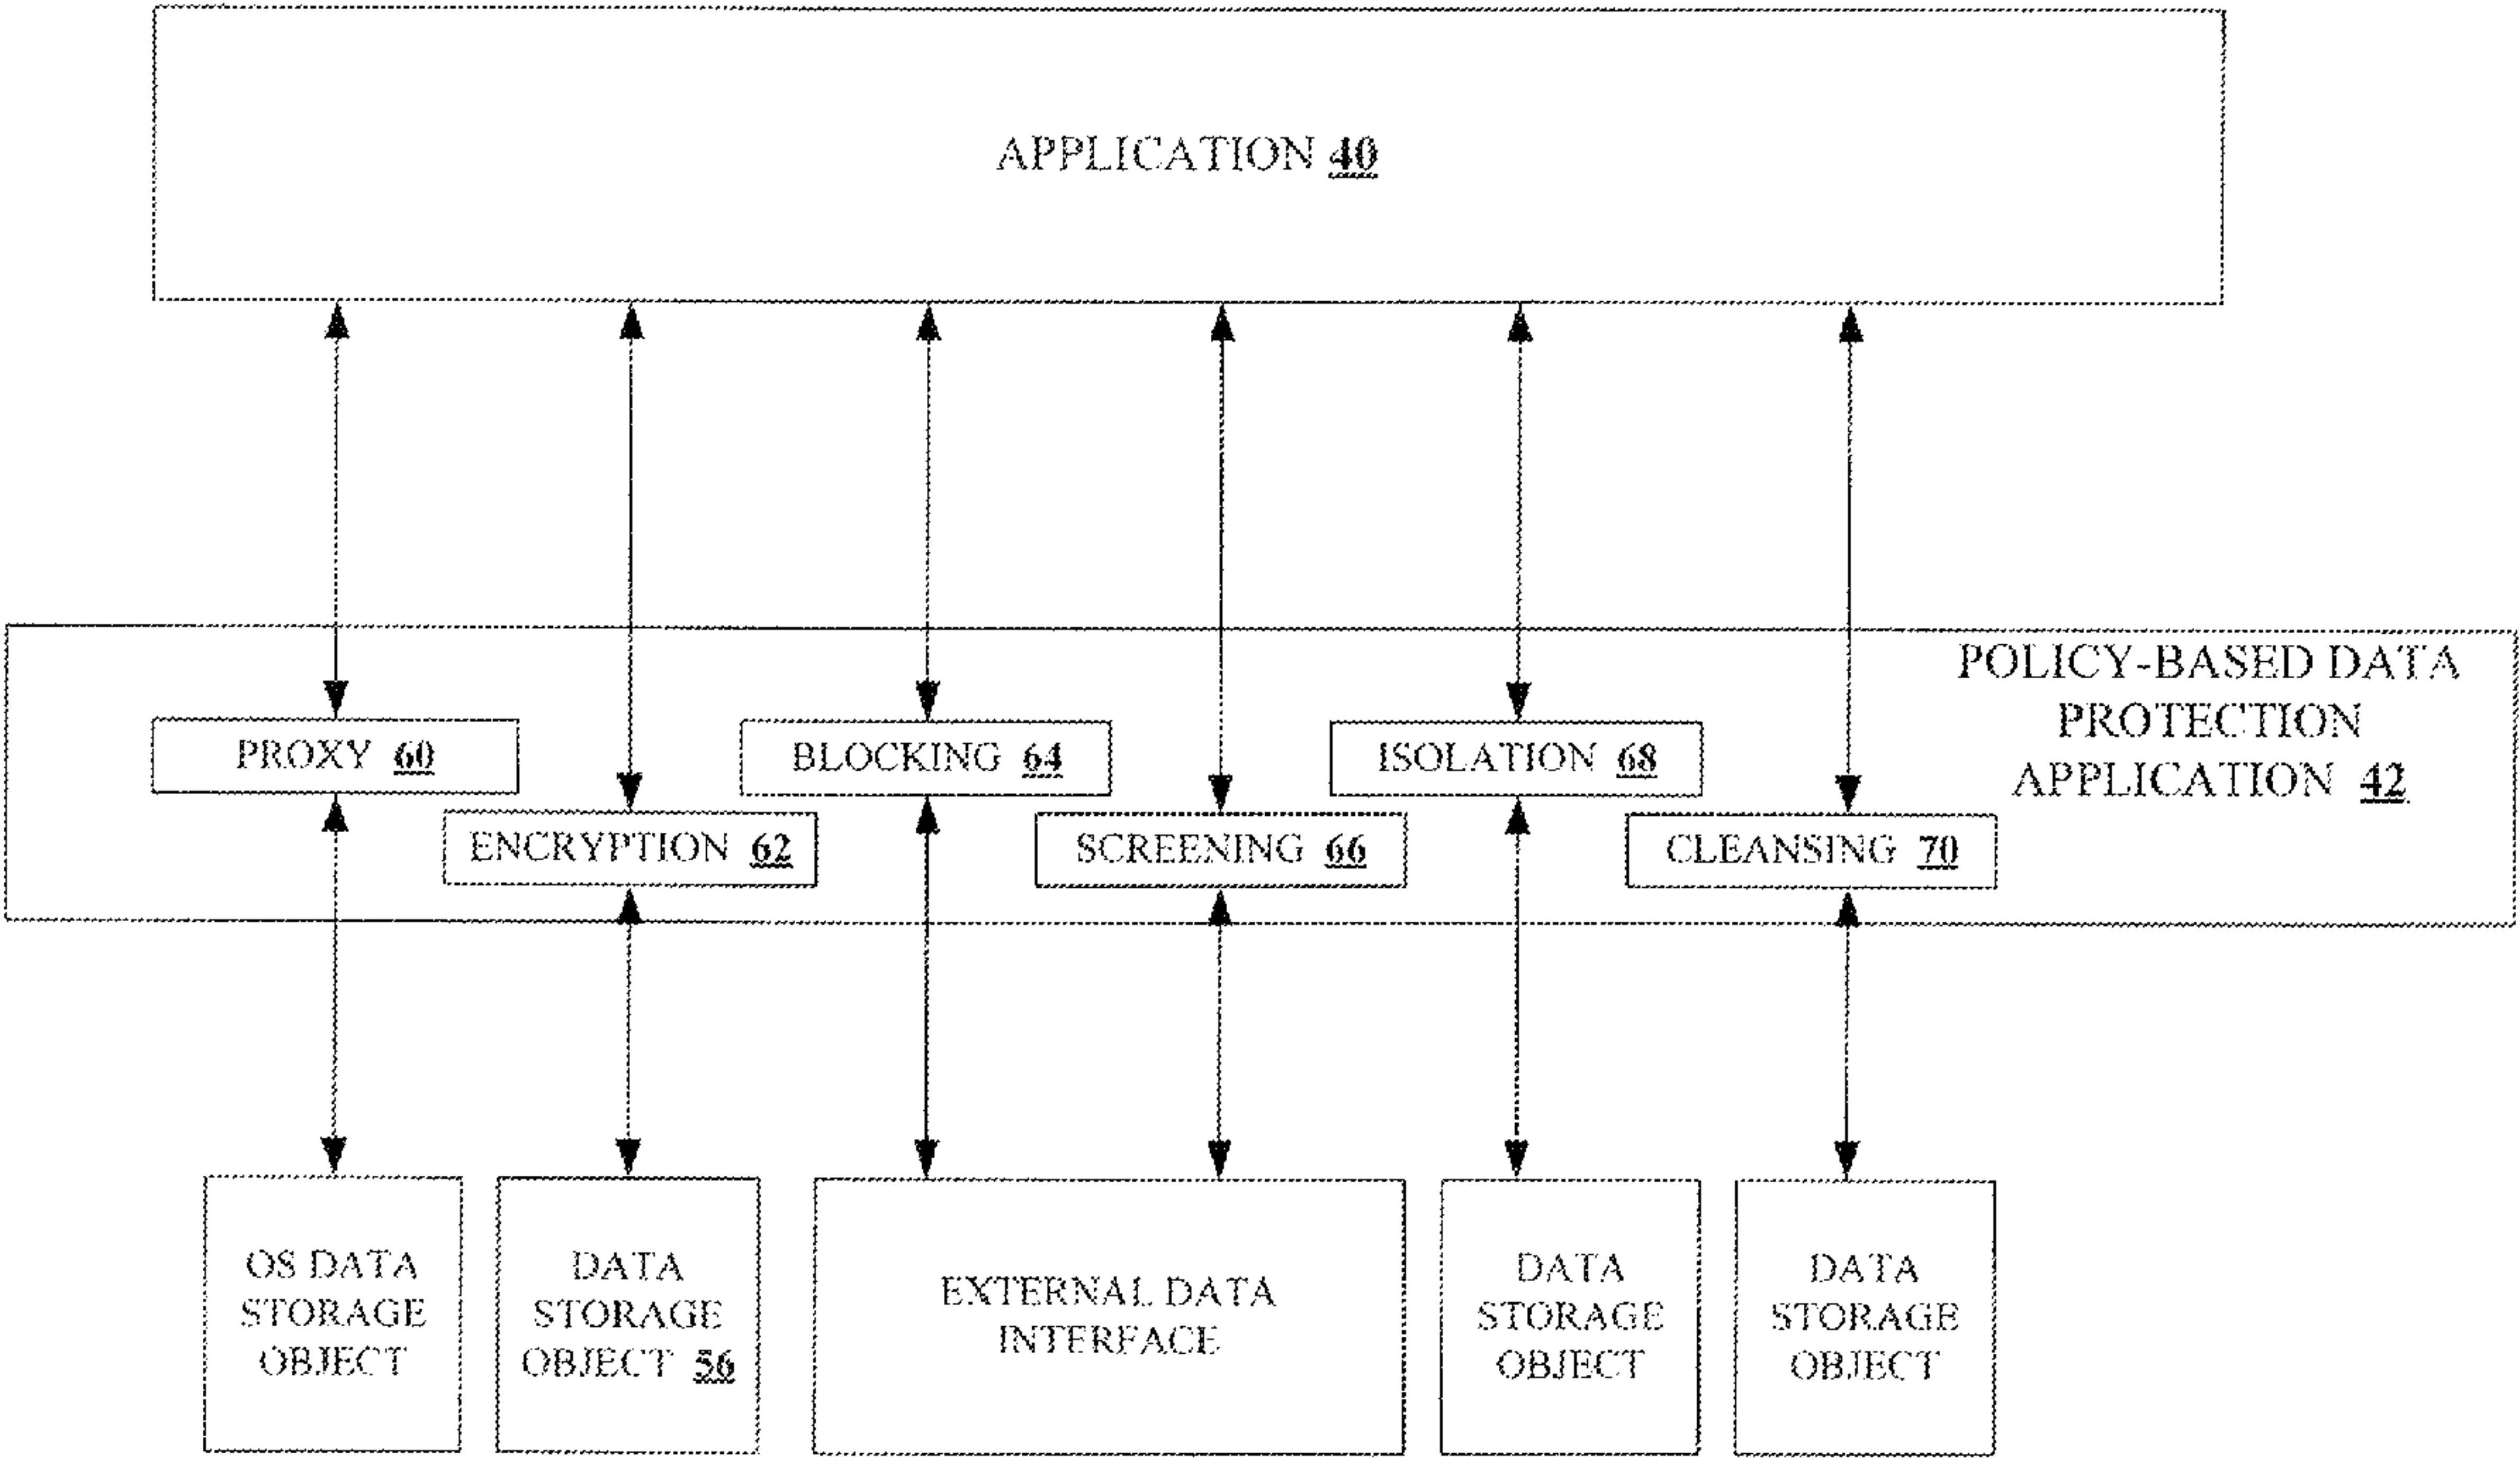 APPLICATION 40
POLICY-BASED DATA
PROTECTION
APPLICATION 42
PROXY 60
BLOCKING 64
ISOLATION 68
ENCRYPTION 62
SCREENING 66
CLEANSING 70
OS DATA
STORAGE
OBJECT
DATA
STORAGE
OBJECT 56
EXTERNAL DATA
INTERFACE
DATA
STORAGE
OBJECT
DATA
STORAGE
OBJECT